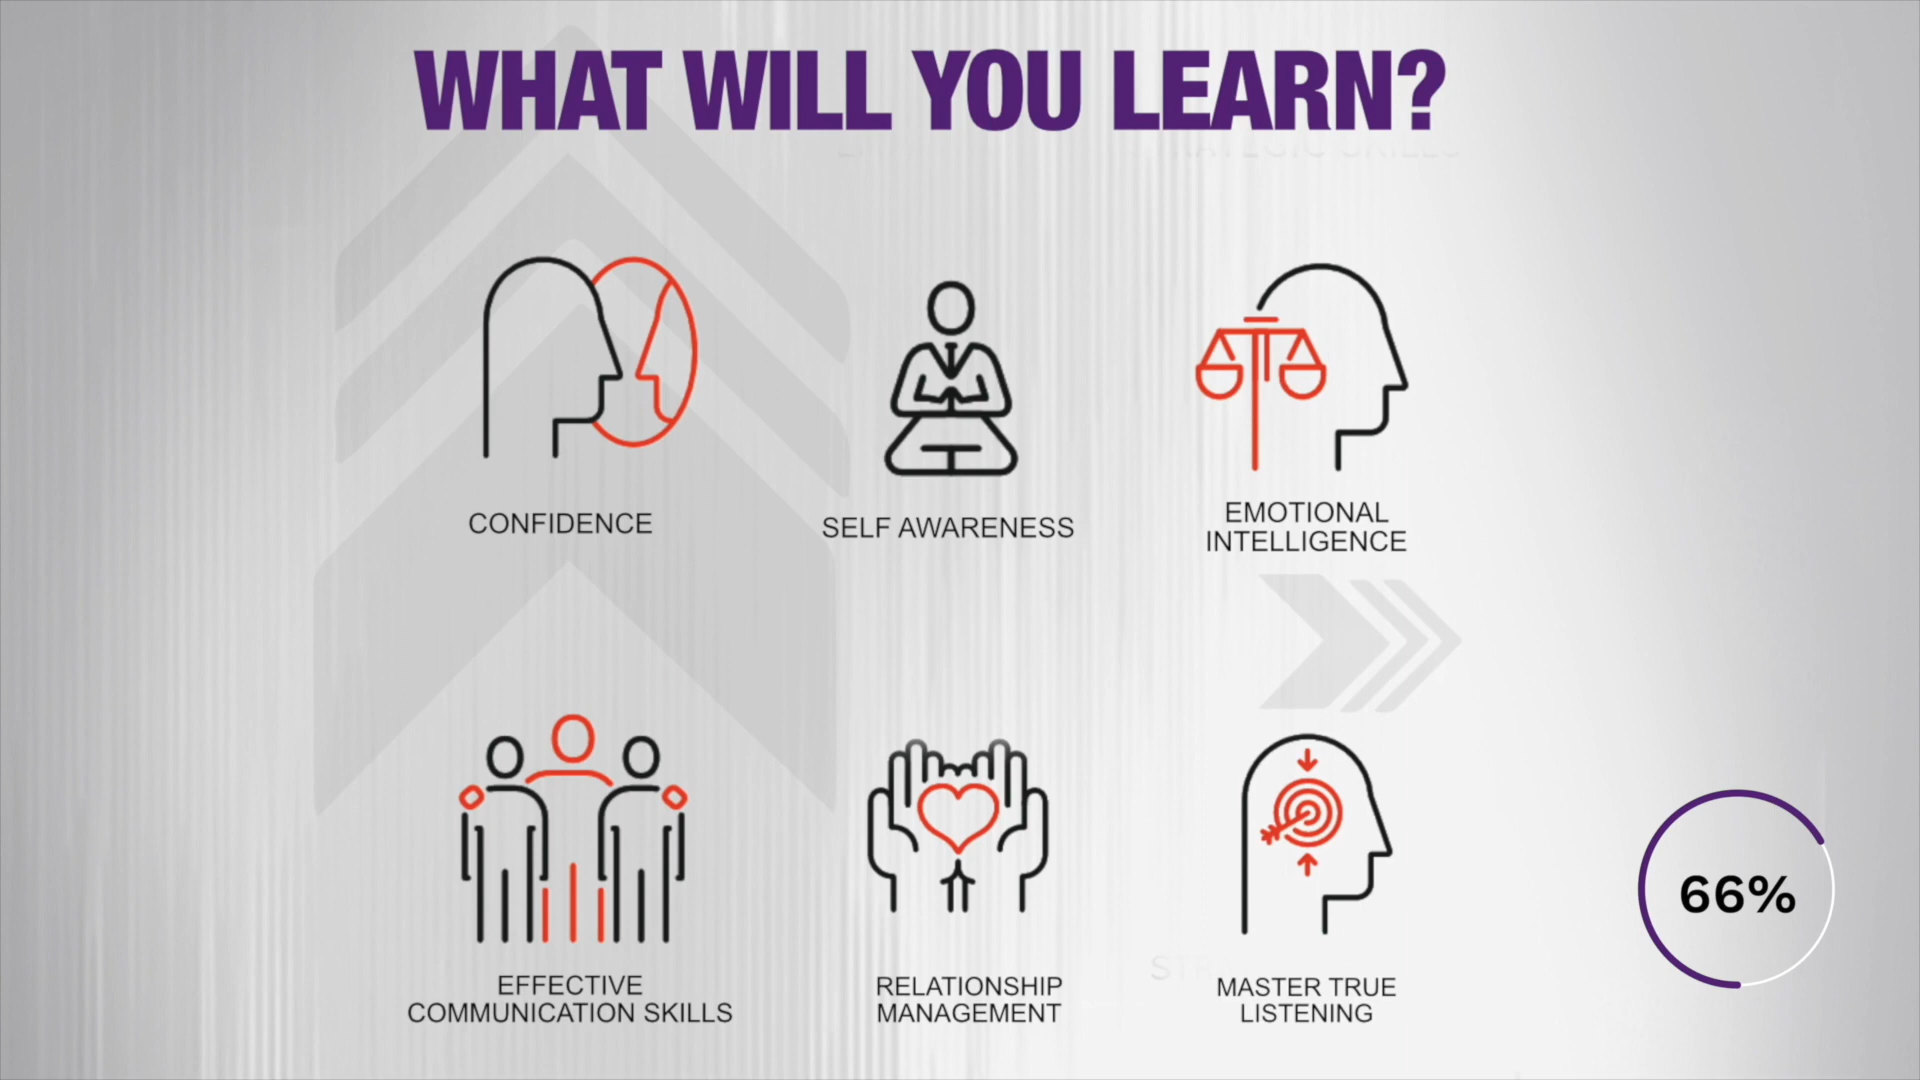 WHAT WILL YOU LEARN?
CONFIDENCE
SELF AWARENESS
EMOTIONAL
INTELLIGENCE
EFFECTIVE
COMMUNICATION SKILLS
RELATIONSHIP
MANAGEMENT
MASTER TRUE
LISTENING
66%